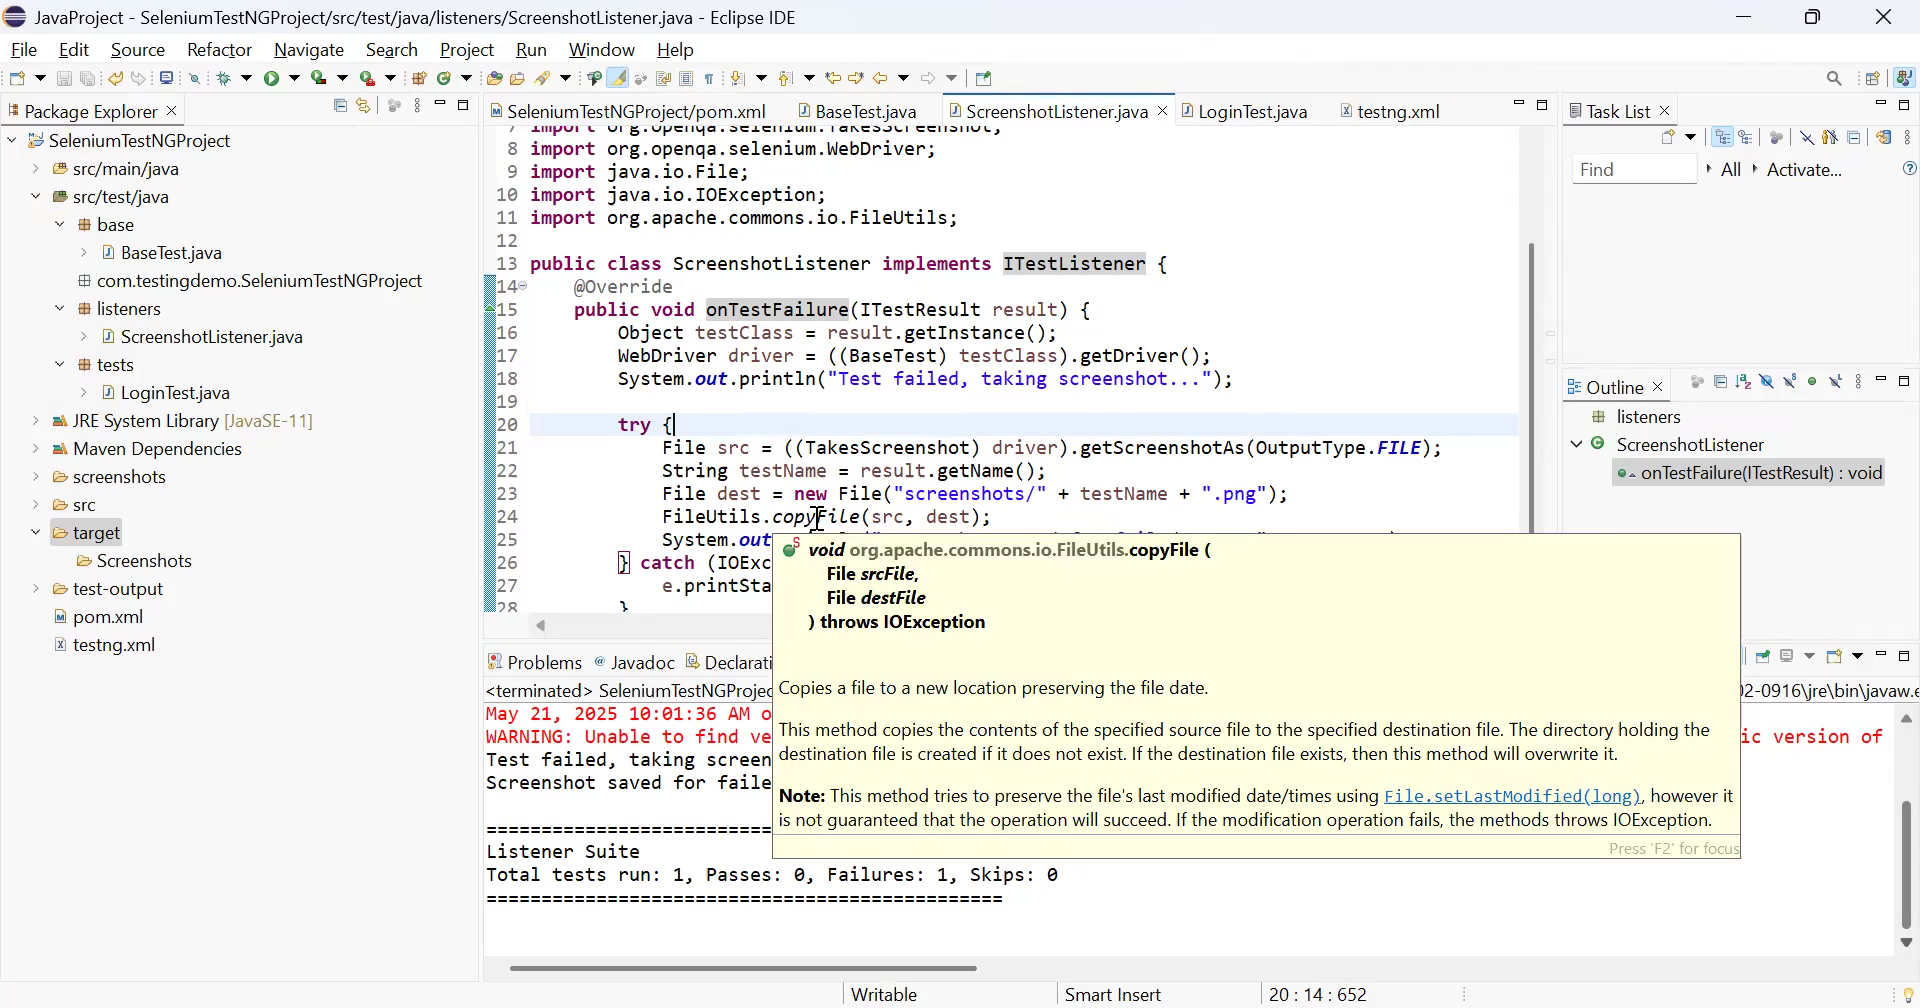 JavaProject - SeleniumTestNGProject/src/test/java/listeners/ScreenshotListener.java - Eclipse IDE
File Edit Source Refactor Navigate Search Project Run Window Help
Package Explorer
SeleniumTestNGProject
src/main/java
src/test/java
base
BaseTest.java
com.testingdemo.SeleniumTestNGProject
listeners
ScreenshotListener.java
tests
LoginTest.java
JRE System Library [JavaSE-11]
Maven Dependencies
screenshots
src
target
Screenshots
test-output
pom.xml
testng.xml
SeleniumTestNGProject/pom.xml BaseTest.java ScreenshotListener.java LoginTest.java testng.xml
7 import org.openqa.selenium.TakesScreenshot;
8 import org.openqa.selenium.WebDriver;
9 import java.io.File;
10 import java.io.IOException;
11 import org.apache.commons.io.FileUtils;
12
13 public class ScreenshotListener implements ITestListener {
14 @Override
15 public void onTestFailure(ITestResult result) {
16 Object testClass = result.getInstance();
17 WebDriver driver = ((BaseTest) testClass).getDriver();
18 System.out.println("Test failed, taking screenshot...");
19
20 try {
21 File src = ((TakesScreenshot) driver).getScreenshotAs(OutputType.FILE);
22 String testName = result.getName();
23 File dest = new File("screenshots/" + testName + ".png");
24 FileUtils.copyFile(src, dest);
25 System.out
26 } catch (IOExc
27 e.printSta
28 }
void org.apache.commons.io.FileUtils.copyFile (
File srcFile,
File destFile
) throws IOException
Copies a file to a new location preserving the file date.
This method copies the contents of the specified source file to the specified destination file. The directory holding the
destination file is created if it does not exist. If the destination file exists, then this method will overwrite it.
Note: This method tries to preserve the file's last modified date/times using File.setLastModified(long), however it
is not guaranteed that the operation will succeed. If the modification operation fails, the methods throws IOException.
Press 'F2' for focus
Problems Javadoc Declarati
<terminated> SeleniumTestNGProjec 02-0916\jre\bin\javaw.e
May 21, 2025 10:01:36 AM o
WARNING: Unable to find ve ic version of
Test failed, taking screen
Screenshot saved for faile
===============================================
Listener Suite
Total tests run: 1, Passes: 0, Failures: 1, Skips: 0
===============================================
Task List
Find All Activate...
Outline
listeners
ScreenshotListener
onTestFailure(ITestResult) : void
Writable Smart Insert 20 : 14 : 652